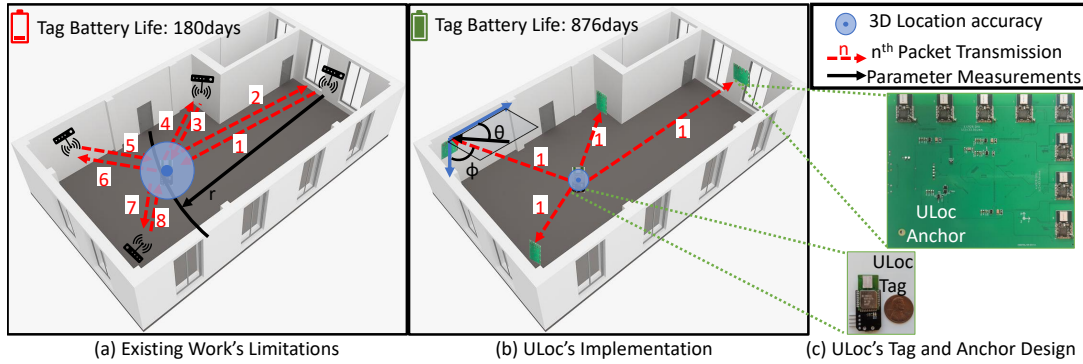 Tag Battery Life: 180days
2
4
3
1
5
6
r
7
8
(a) Existing Work's Limitations
Tag Battery Life: 876days
θ
ϕ
1
1
1
1
(b) ULoc's Implementation
3D Location accuracy
n
nth Packet Transmission
Parameter Measurements
ULoc
Anchor
ULoc
Tag
(c) ULoc's Tag and Anchor Design